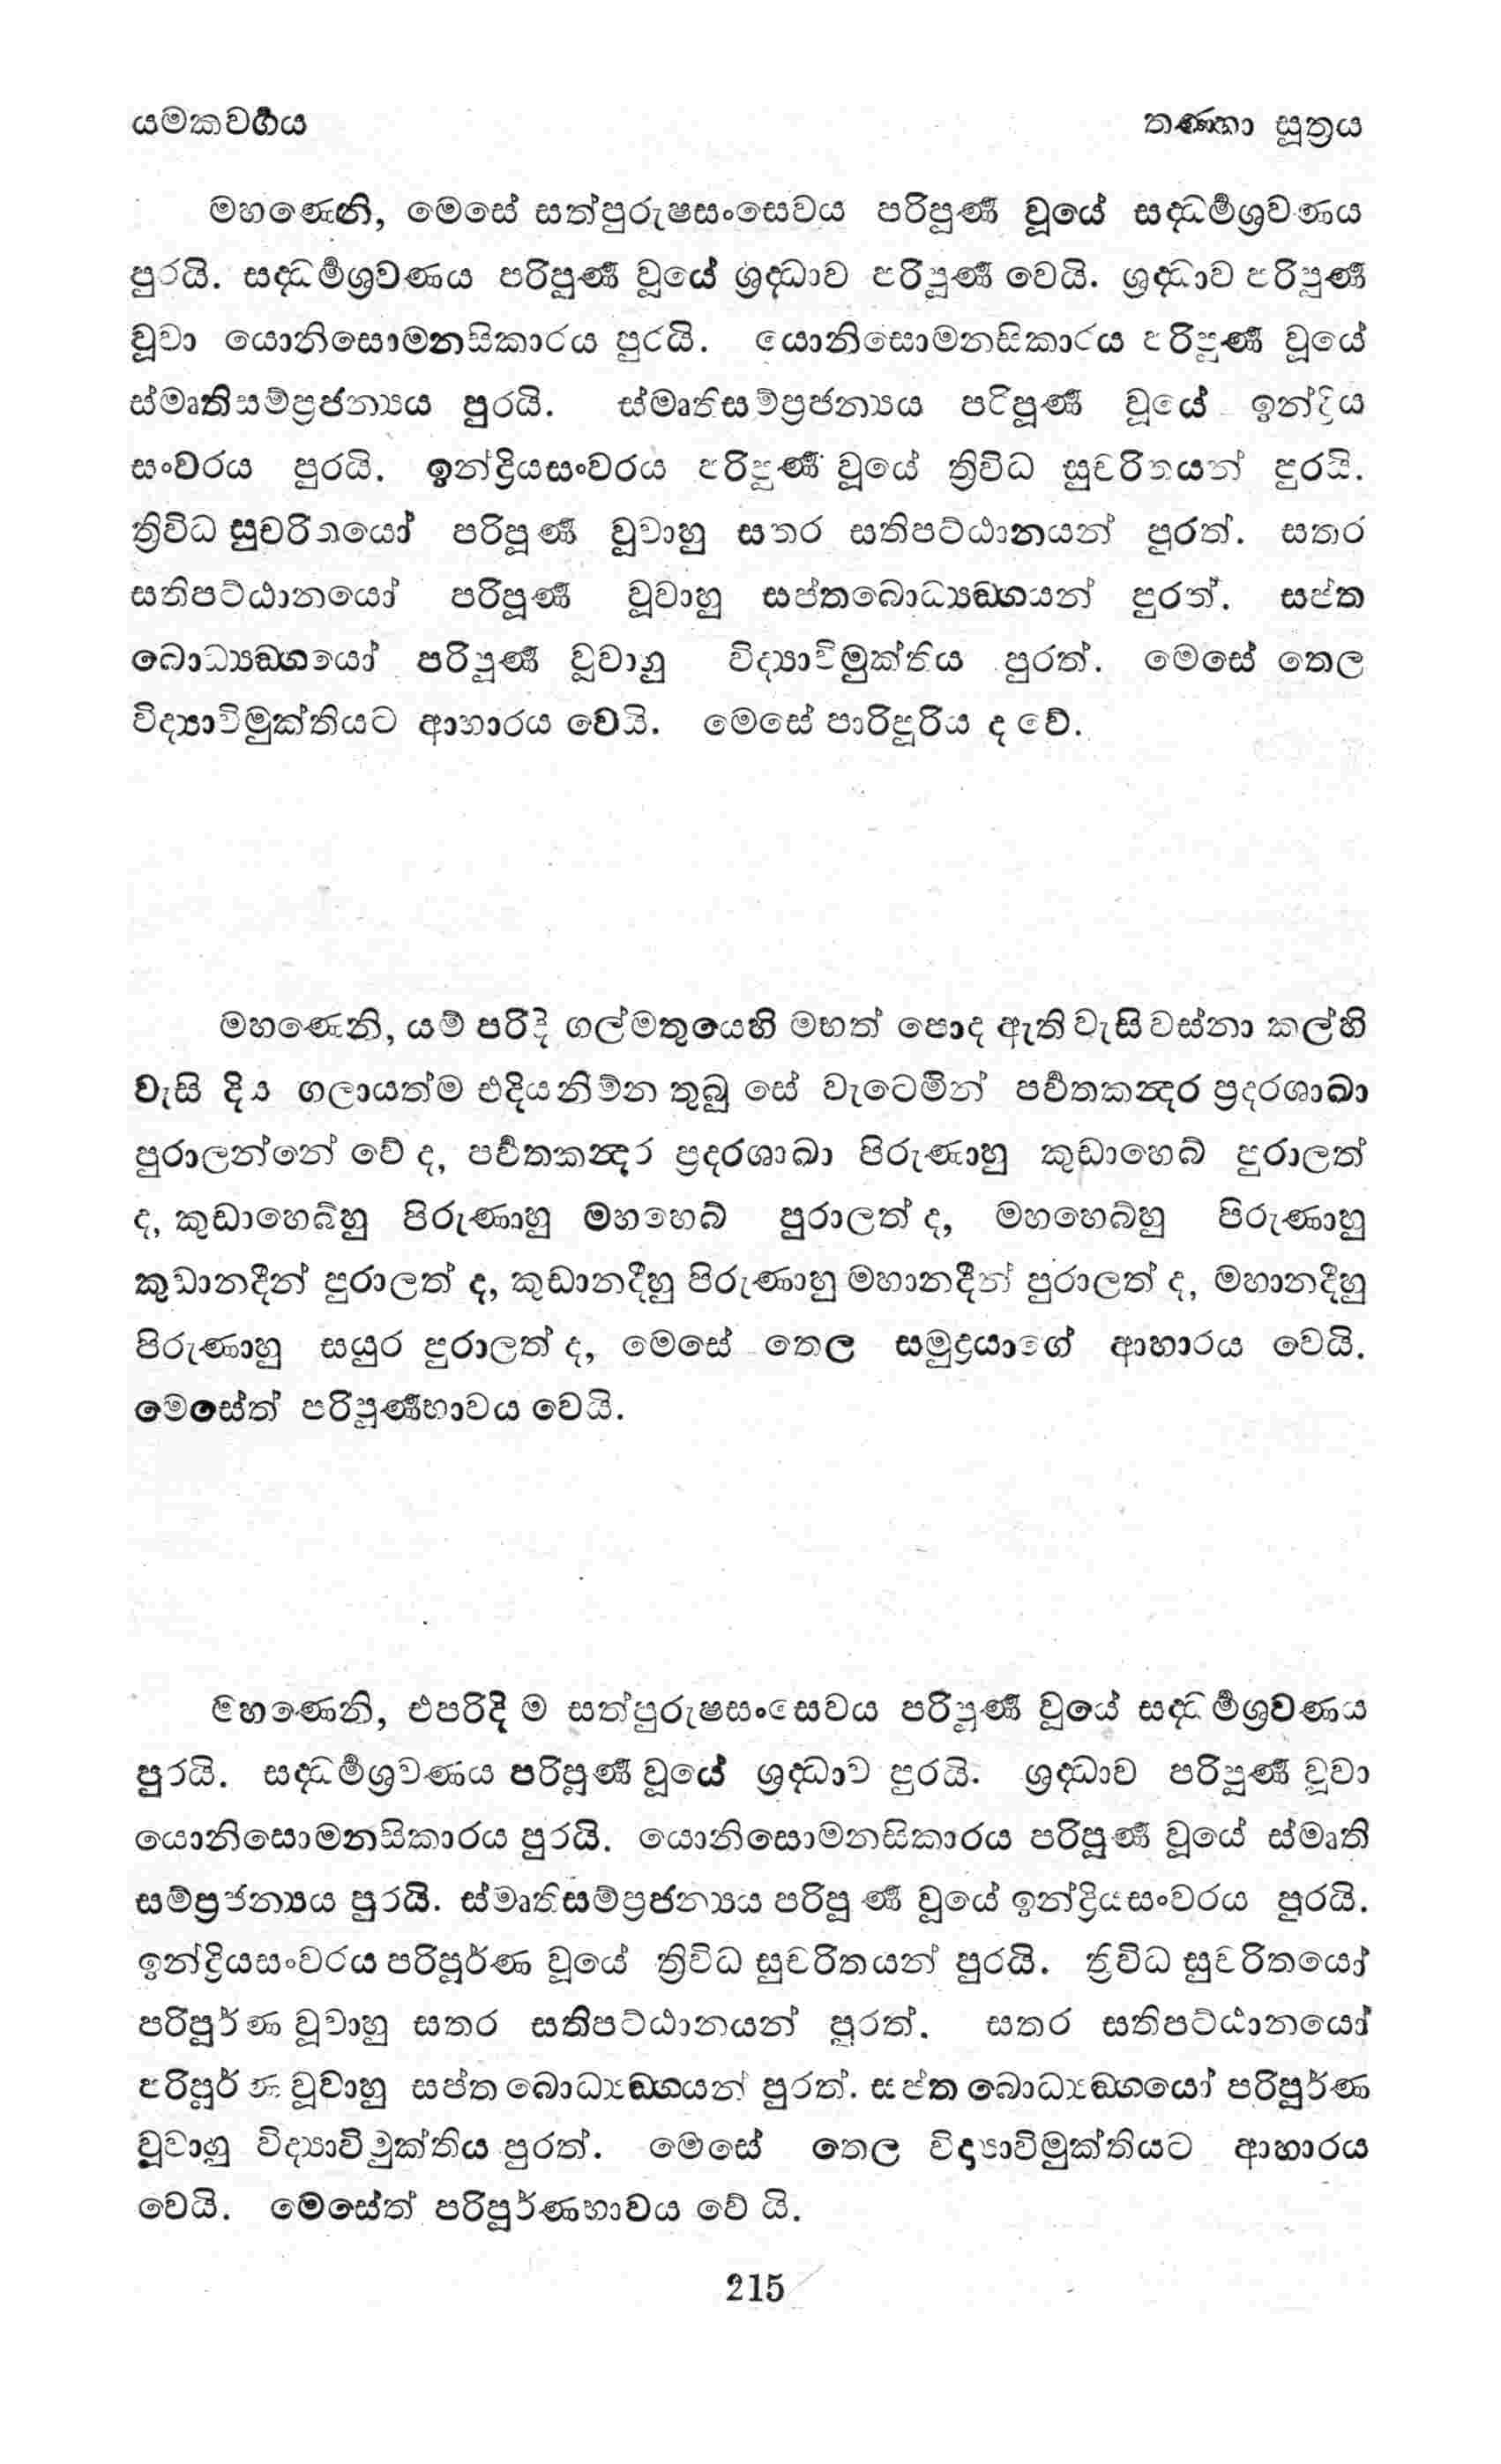 යමකවර්‍ගය තණ්හා සූත්‍රය
මහණෙනි, මෙසේ සත්පුරුෂසංසෙවය පරිපූර්‍ණ වූයේ සද්ධර්‍මශ්‍රවණය
පුරයි. සද්ධර්‍මශ්‍රවණය පරිපූර්‍ණ වූයේ ශ්‍රද්ධාව පරිපූර්‍ණ වෙයි. ශ්‍රද්ධාව පරිපූර්‍ණ
වූවා යොනිසොමනසිකාරය පුරයි. යොනිසොමනසිකාරය පරිපූර්‍ණ වූයේ
ස්මෘතිසම්ප්‍රජන්‍යය පුරයි. ස්මෘතිසම්ප්‍රජන්‍යය පරිපූර්‍ණ වූයේ ඉන්ද්‍රිය
සංවරය පුරයි. ඉන්ද්‍රියසංවරය පරිපූර්‍ණ වූයේ ත්‍රිවිධ සුචරිතයන් පුරයි.
ත්‍රිවිධ සුචරිතයෝ පරිපූර්‍ණ වූවාහු සතර සතිපට්ඨානයන් පුරත්. සතර
සතිපට්ඨානයෝ පරිපූර්‍ණ වූවාහු සප්තබොධ්‍යඞ්ගයන් පුරත්. සප්ත
බොධ්‍යඞ්ගයෝ පරිපූර්‍ණ වූවාහු විද්‍යාවිමුක්තිය පුරත්. මෙසේ තෙල
විද්‍යාවිමුක්තියට ආහාරය වෙයි. මෙසේ පාරිපූරිය ද වේ.
මහණෙනි, යම් පරිදි ගල්මතුයෙහි මහත් පොද ඇති වැසි වස්නා කල්හි
වැසි දිය ගලායත්ම එදියනිම්න තුබු සේ වැටෙමින් පර්‍වතකන්දර ප්‍රදරශාඛා
පුරාලන්නේ වේ ද, පර්‍වතකන්දර ප්‍රදරශාඛා පිරුණාහු කුඩාහෙබ් පුරාලත්
ද, කුඩාහෙබ්හු පිරුණාහු මහහෙබ් පුරාලත් ද, මහහෙබ්හු පිරුණාහු
කුඩානදීන් පුරාලත් ද, කුඩානදීහු පිරුණාහු මහානදීන් පුරාලත් ද, මහානදීහු
පිරුණාහු සයුර පුරාලත් ද, මෙසේ තෙල සමුද්‍රයාගේ ආහාරය වෙයි.
මෙසේත් පරිපූර්‍ණභාවය වෙයි.
මහණෙනි, එපරිදි ම සත්පුරුෂසංසෙවය පරිපූර්‍ණ වූයේ සද්ධර්‍මශ්‍රවණය
පුරයි. සද්ධර්‍මශ්‍රවණය පරිපූර්‍ණ වූයේ ශ්‍රද්ධාව පුරයි. ශ්‍රද්ධාව පරිපූර්‍ණ වූවා
යොනිසොමනසිකාරය පුරයි. යොනිසොමනසිකාරය පරිපූර්‍ණ වූයේ ස්මෘති
සම්ප්‍රජන්‍යය පුරයි. ස්මෘතිසම්ප්‍රජන්‍යය පරිපූර්‍ණ වූයේ ඉන්ද්‍රියසංවරය පුරයි.
ඉන්ද්‍රියසංවරය පරිපූර්ණ වූයේ ත්‍රිවිධ සුචරිතයන් පුරයි. ත්‍රිවිධ සුචරිතයෝ
පරිපූර්ණ වූවාහු සතර සතිපට්ඨානයන් පුරත්. සතර සතිපට්ඨානයෝ
පරිපූර්ණ වූවාහු සප්ත බොධ්‍යඞ්ගයන් පුරත්. සප්ත බොධ්‍යඞ්ගයෝ පරිපූර්ණ
වූවාහු විද්‍යාවිමුක්තිය පුරත්. මෙසේ තෙල විද්‍යාවිමුක්තියට ආහාරය
වෙයි. මෙසේත් පරිපූර්ණභාවය වේ යි.
215